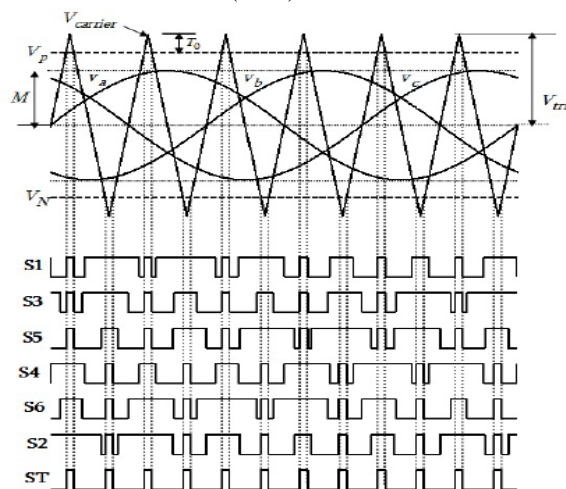 V_carrier
T_0
V_p
v_a v_b v_c
M
V_tri
V_N
S1
S3
S5
S4
S6
S2
ST